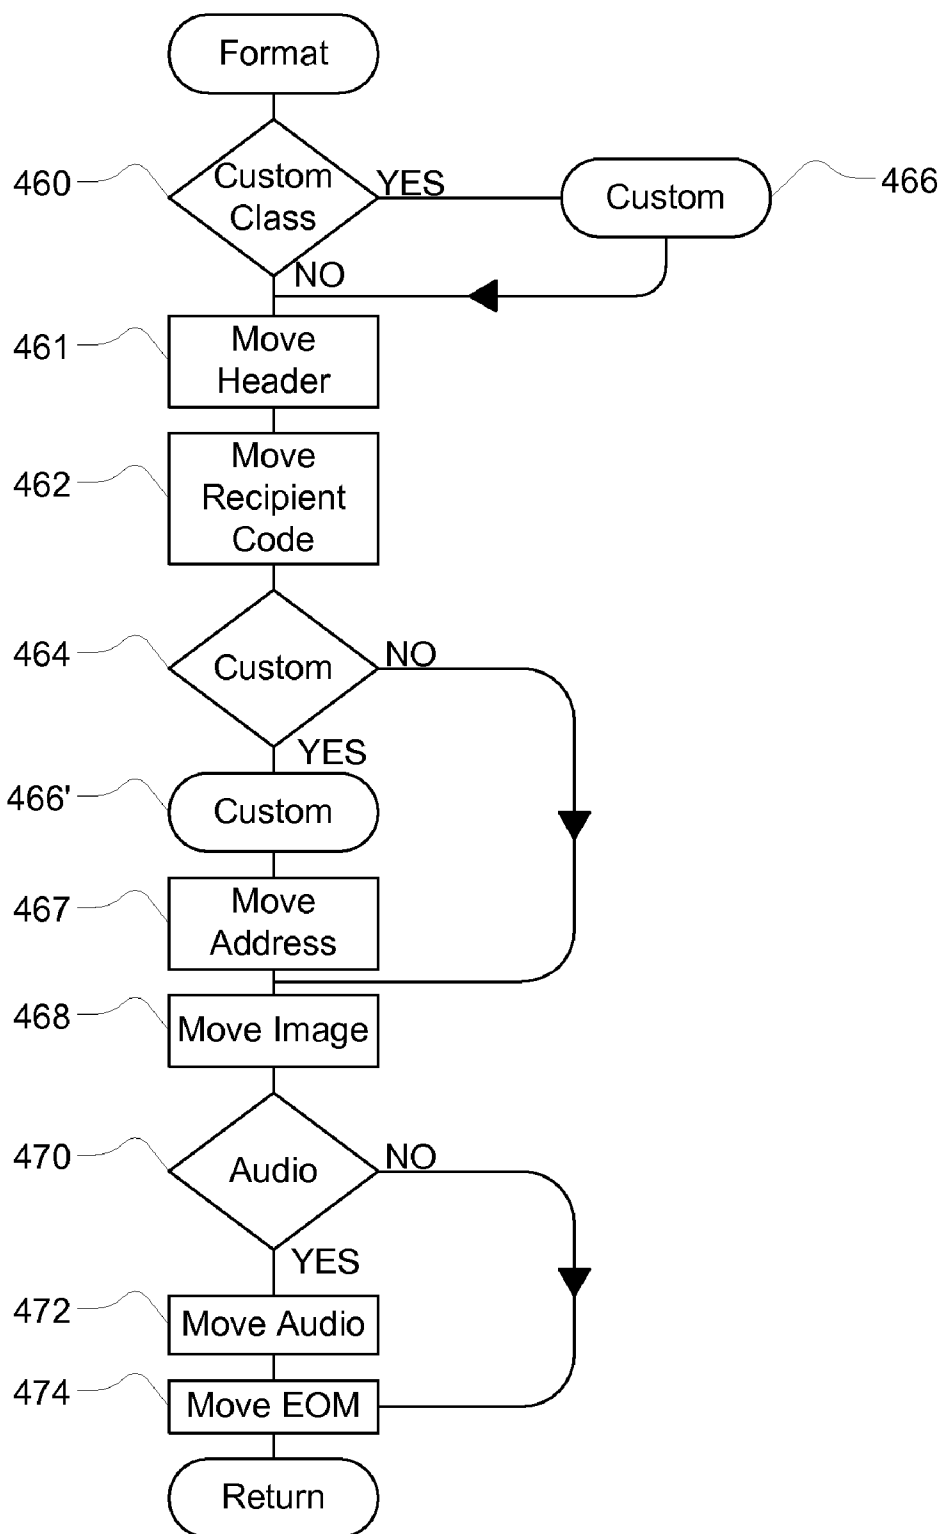 Format
460
Custom
Class
YES
Custom
466
NO
461
Move
Header
462
Move
Recipient
Code
464
Custom
NO
YES
466'
Custom
467
Move
Address
468
Move Image
470
Audio
NO
YES
472
Move Audio
474
Move EOM
Return